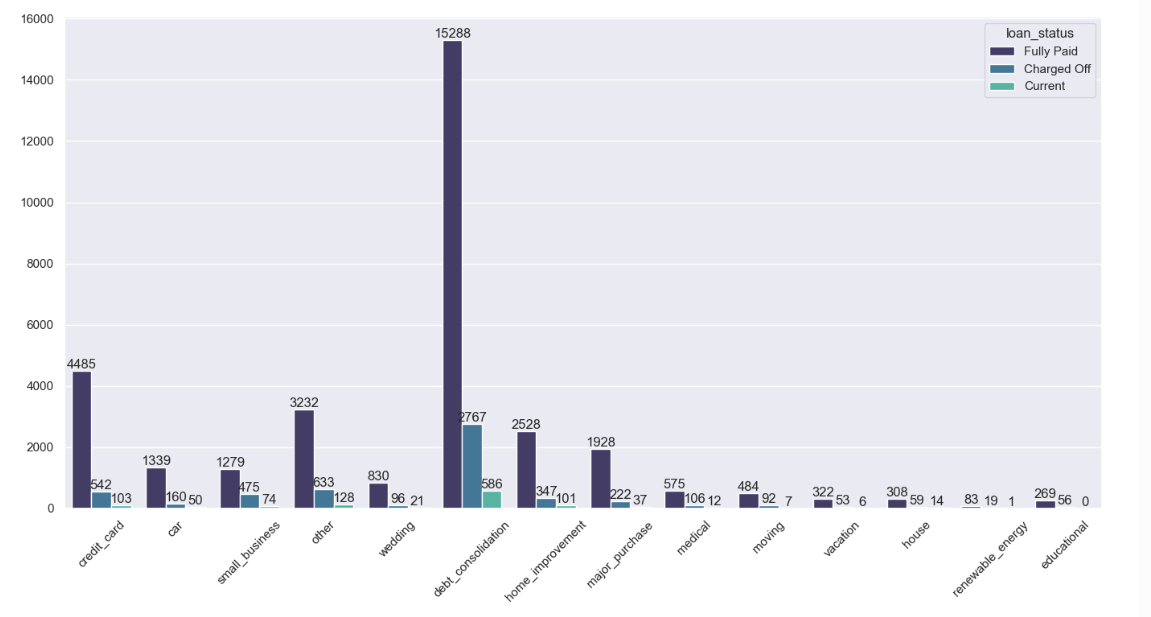 16000
14000
12000
10000
8000
6000
4000
2000
0
loan_status
Fully Paid
Charged Off
Current
4485
542
103
1339
160
50
1279
475
74
3232
633
128
830
96
21
15288
2767
586
2528
347
101
1928
222
37
575
106
12
484
92
7
322
53
6
308
59
14
83
19
1
269
56
0
credit_card
car
small_business
other
wedding
debt_consolidation
home_improvement
major_purchase
medical
moving
vacation
house
renewable_energy
educational